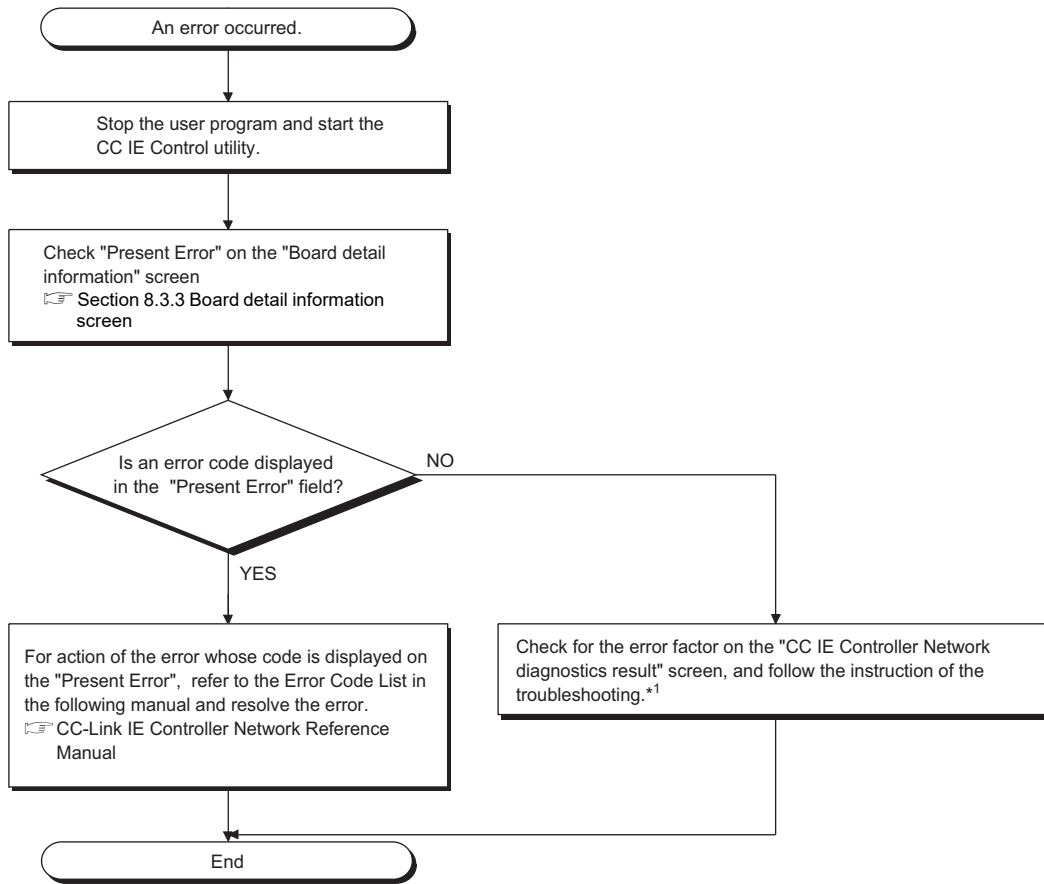 An error occurred.
Stop the user program and start the
CC IE Control utility.
Check "Present Error" on the "Board detail
information" screen
☞ Section 8.3.3 Board detail information
screen
Is an error code displayed
in the "Present Error" field?
NO
YES
For action of the error whose code is displayed on
the "Present Error", refer to the Error Code List in
the following manual and resolve the error.
☞ CC-Link IE Controller Network Reference
Manual
Check for the error factor on the "CC IE Controller Network
diagnostics result" screen, and follow the instruction of the
troubleshooting.*1
End